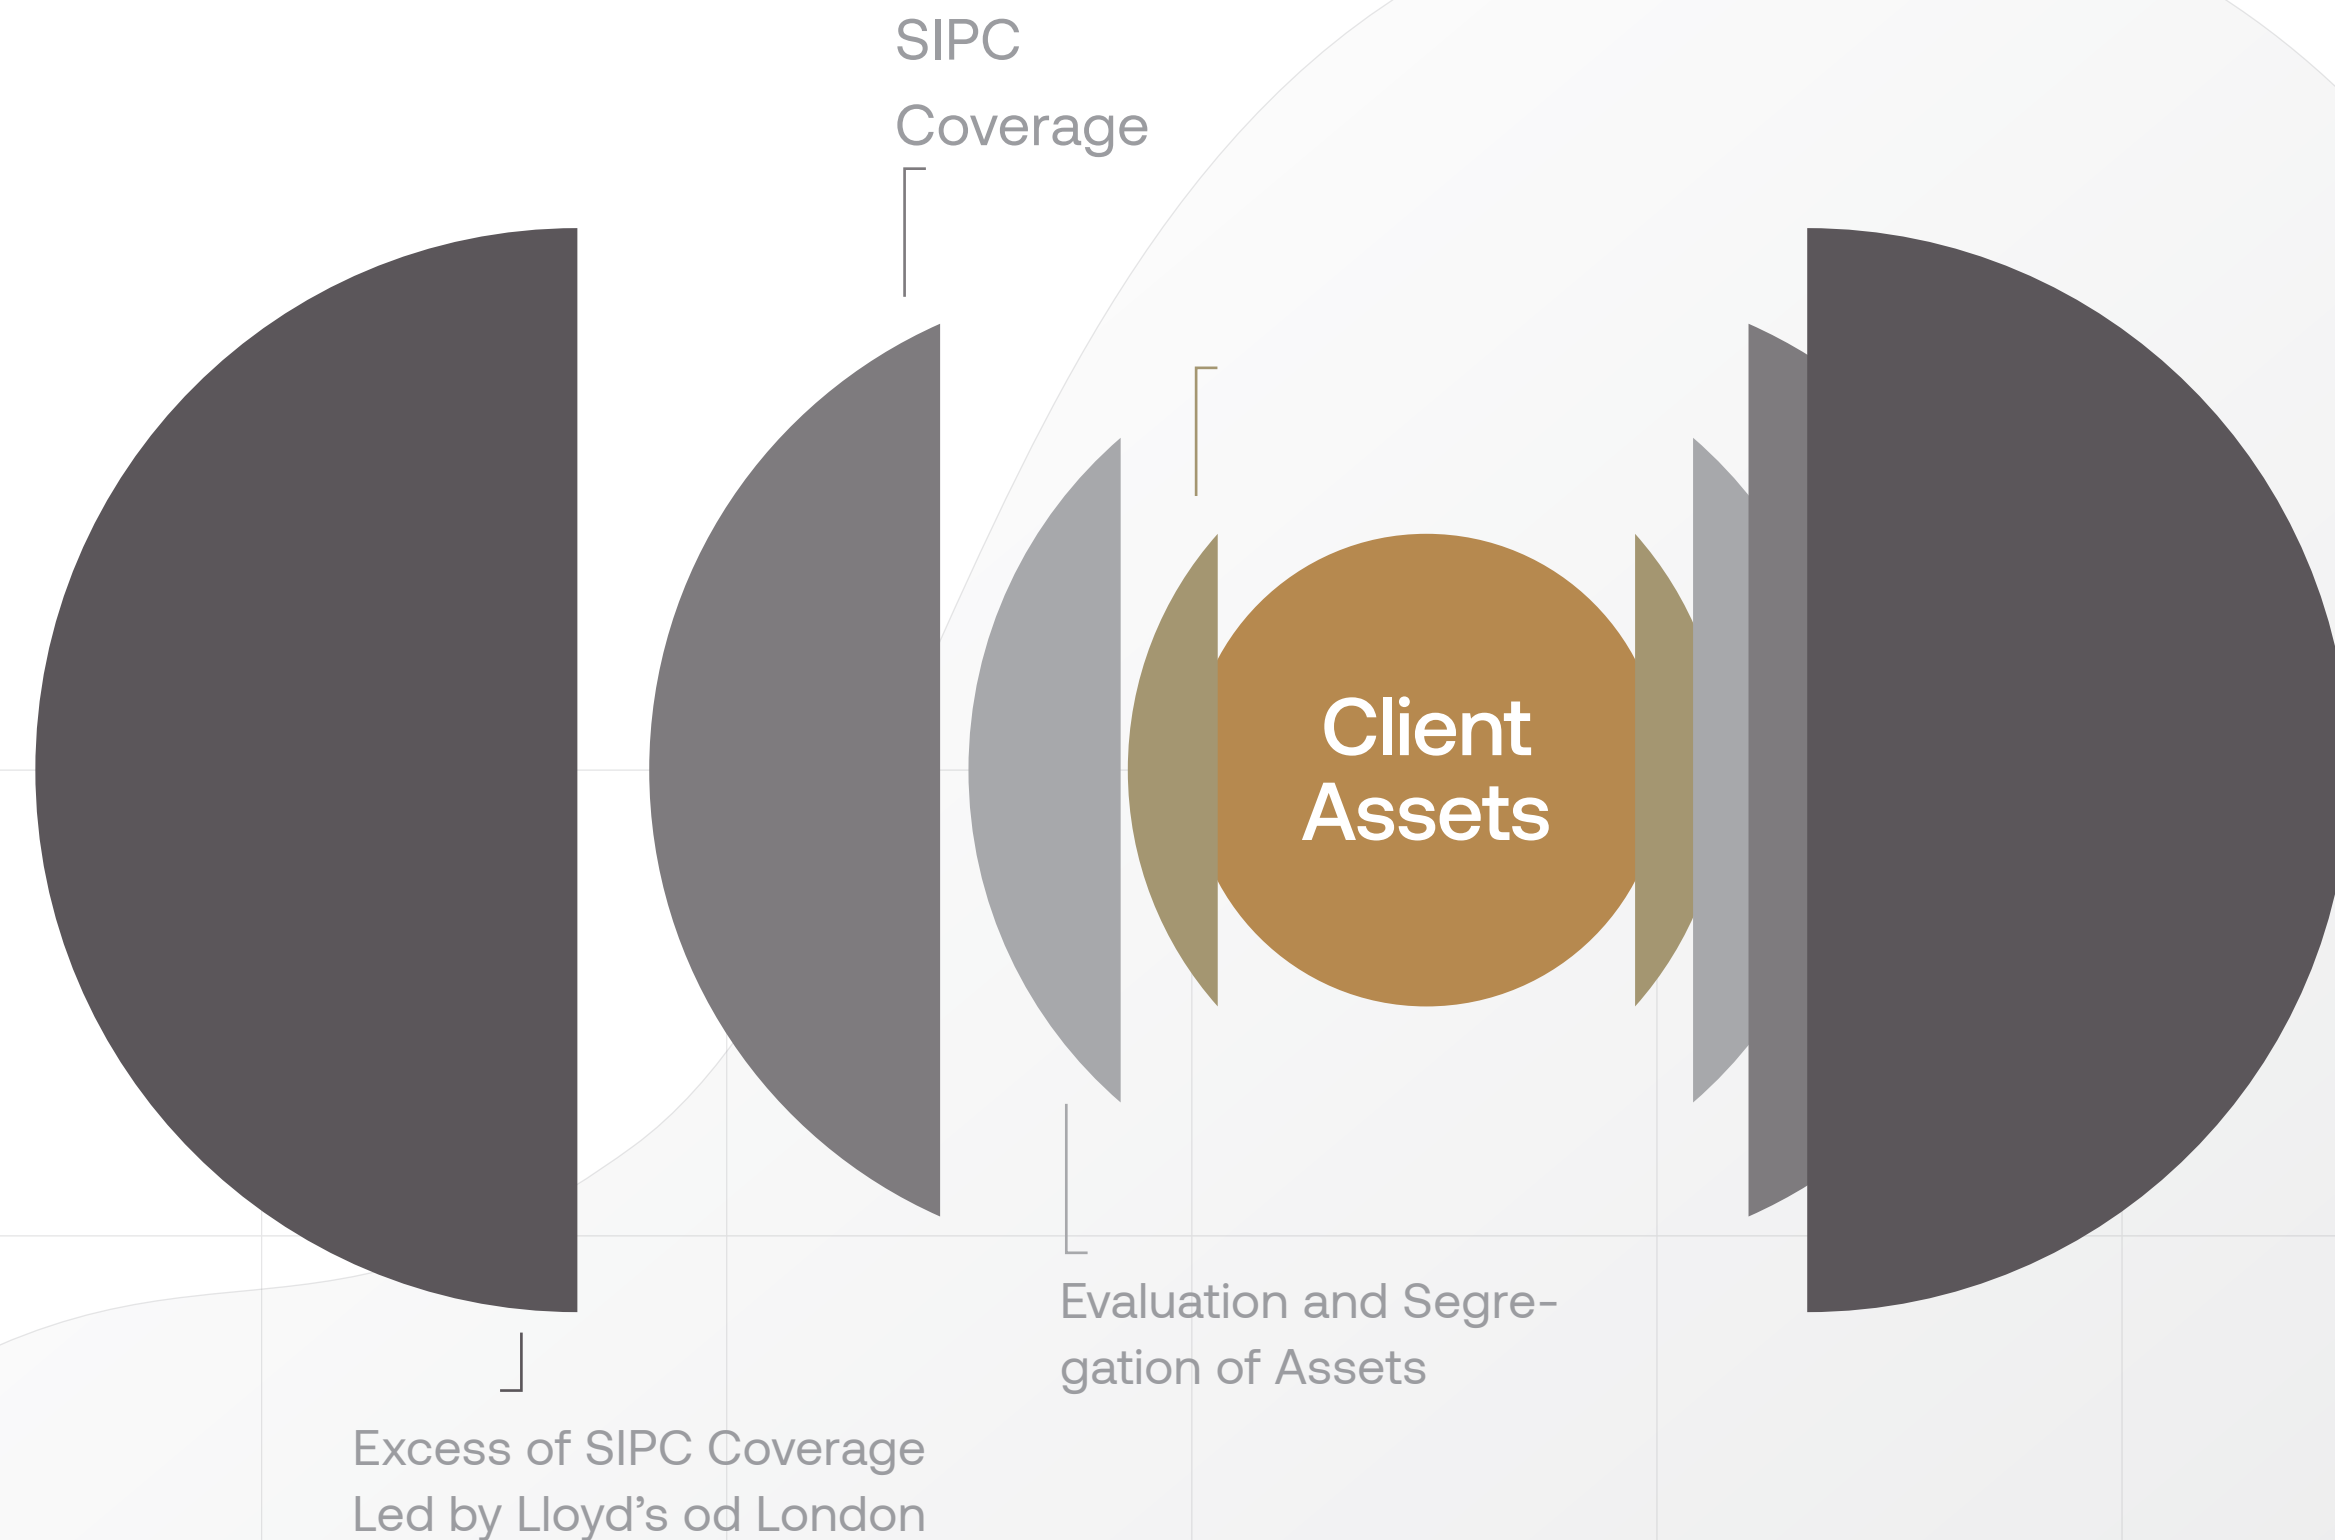 SIPC
Coverage
Client
Assets
Evaluation and Segre-
gation of Assets
Excess of SIPC Coverage
Led by Lloyd’s od London